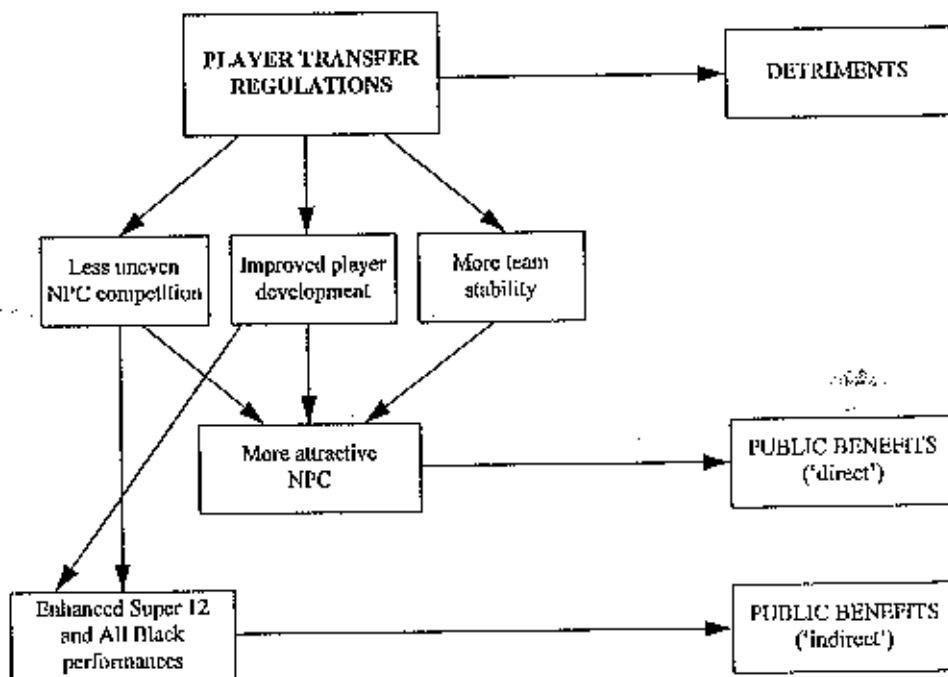 PLAYER TRANSFER
REGULATIONS
DETRIMENTS
Less uneven
NPC competition
Improved player
development
More team
stability
More attractive
NPC
PUBLIC BENEFITS
('direct')
Enhanced Super 12
and All Black
performances
PUBLIC BENEFITS
('indirect')